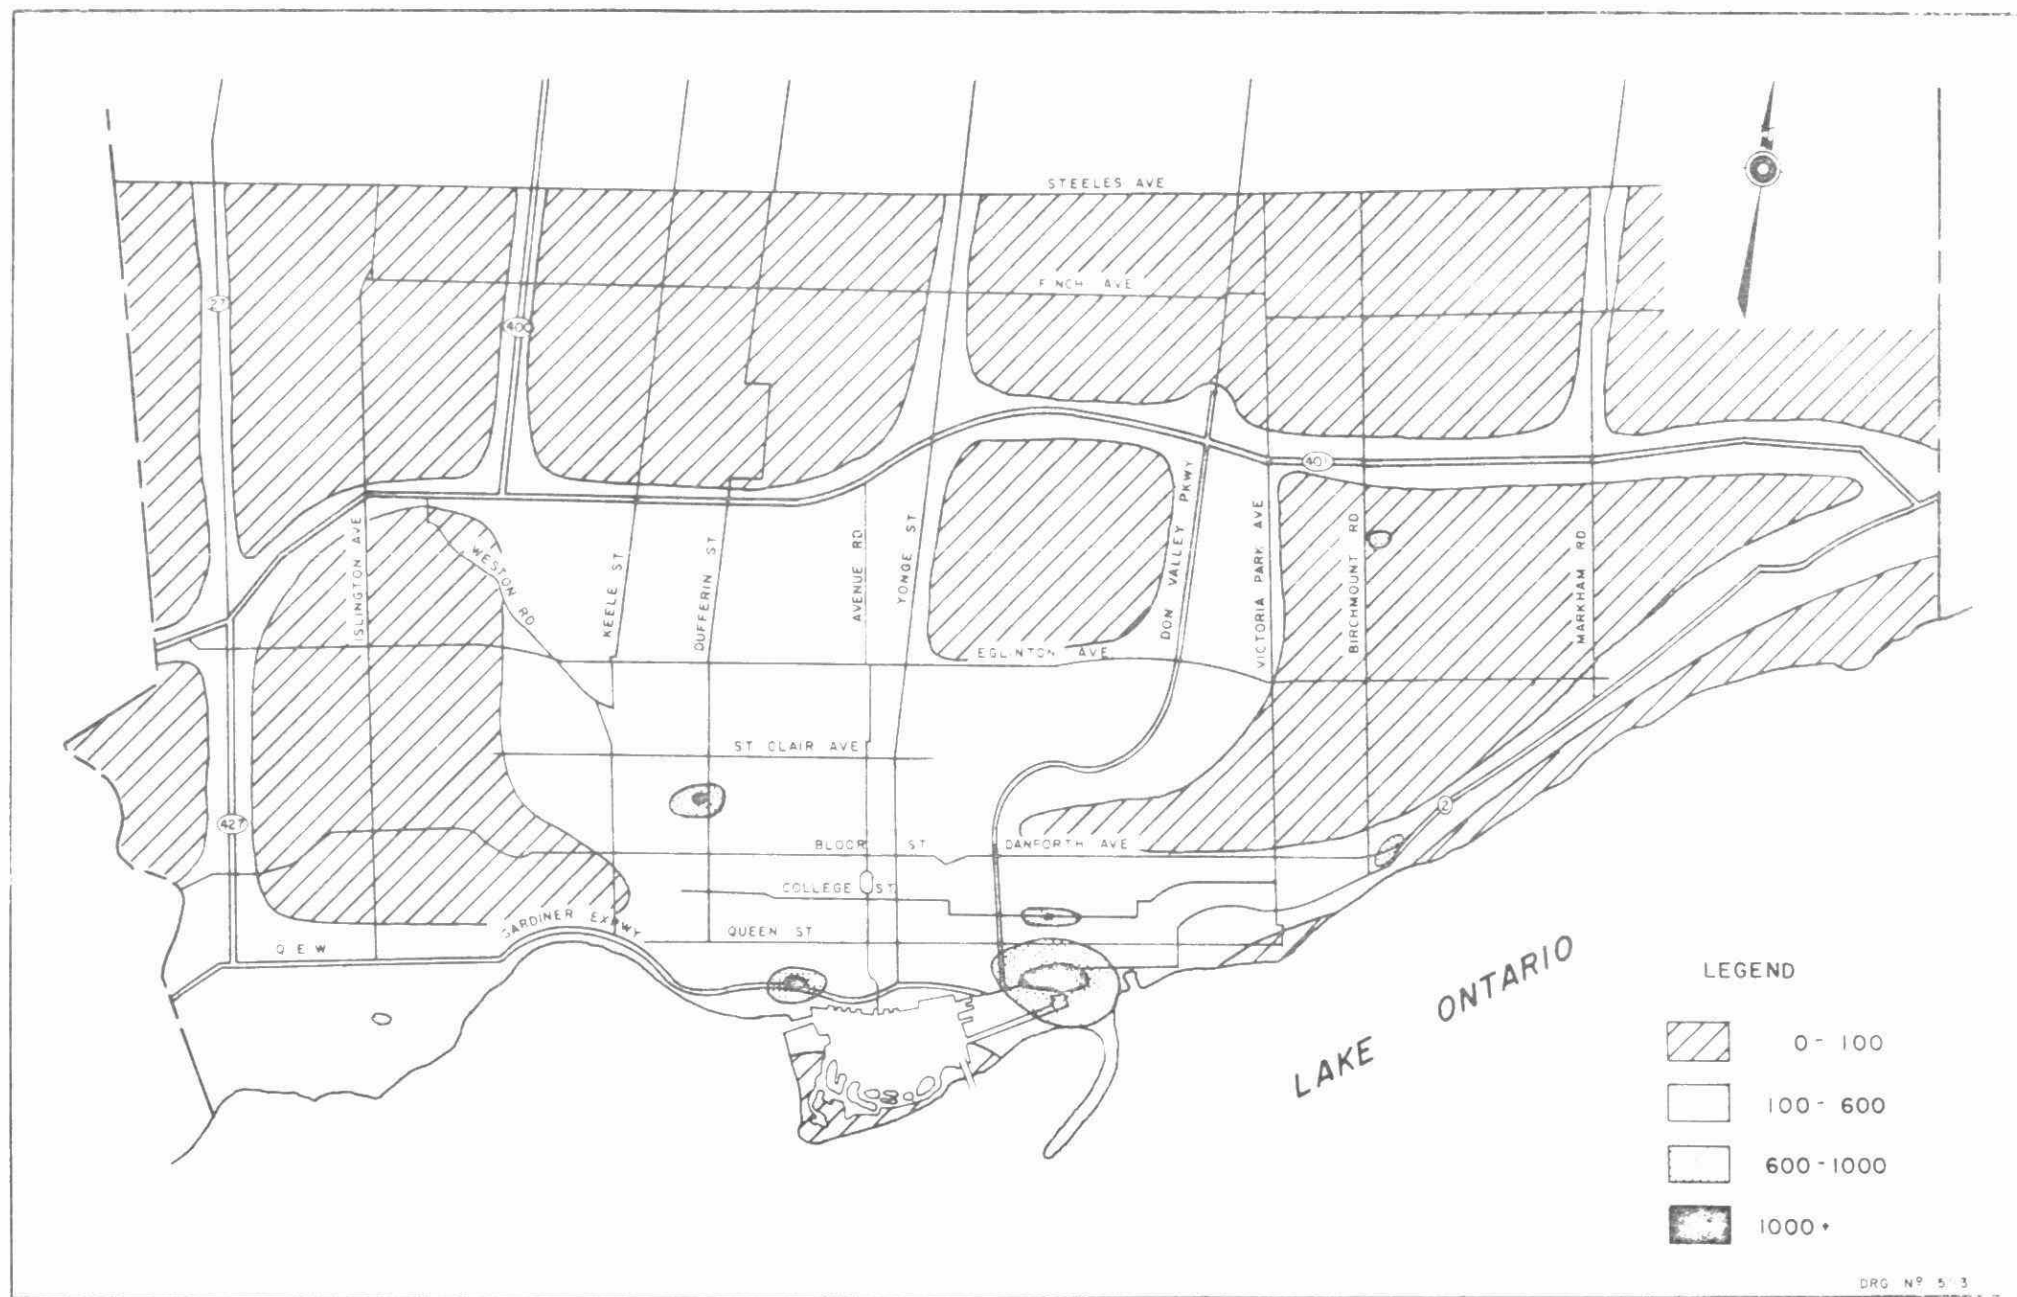 STEELES AVE
N
27
FINCH AVE
400
401
ISLINGTON AVE
WESTON RD
KEELE ST
DUFFERIN ST
AVENUE RD
YONGE ST
DON VALLEY PKWY
VICTORIA PARK AVE
BIRCHMOUNT RD
MARKHAM RD
EGLINTON AVE
ST CLAIR AVE
2
427
BLOOR ST
DANFORTH AVE
COLLEGE ST
GARDINER EXPWY
QUEEN ST
Q E W
LAKE ONTARIO
LEGEND
0 - 100
100 - 600
600 - 1000
1000 +
DRG Nº